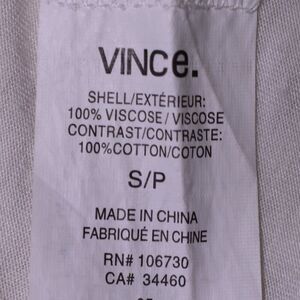 VINCe.
SHELL/EXTÉRIEUR:
100% VISCOSE/VISCOSE
CONTRAST/CONTRASTE:
100%COTTON/COTON
S/P
MADE IN CHINA
FABRIQUÉ EN CHINE
RN# 106730
CA# 34460